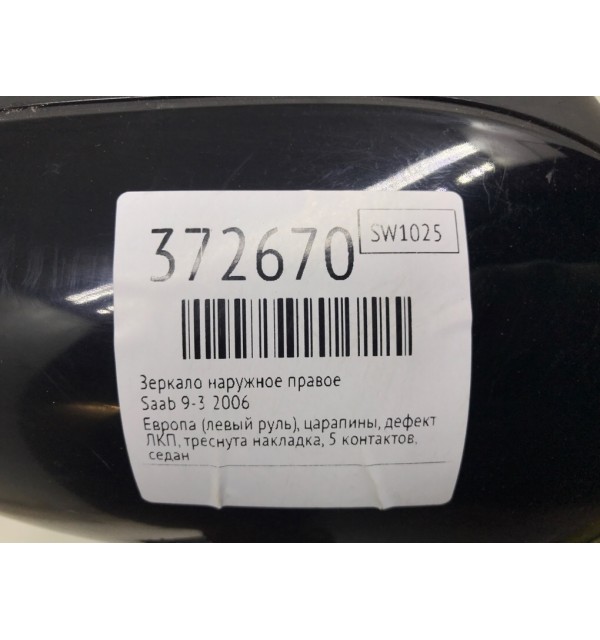 372670
SW1025
Зеркало наружное правое
Saab 9-3 2006
Европа (левый руль), царапины, дефект
ЛКП, треснута накладка, 5 контактов,
седан